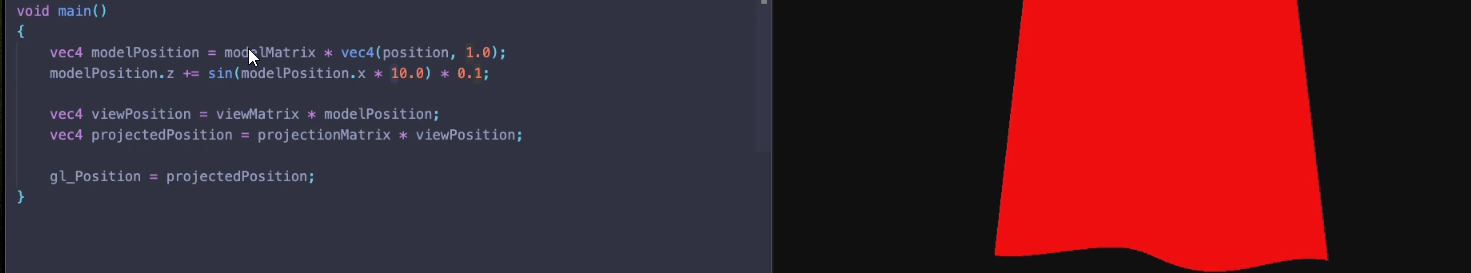 void main()
{
    vec4 modelPosition = modelMatrix * vec4(position, 1.0);
    modelPosition.z += sin(modelPosition.x * 10.0) * 0.1;
    vec4 viewPosition = viewMatrix * modelPosition;
    vec4 projectedPosition = projectionMatrix * viewPosition;
    gl_Position = projectedPosition;
}